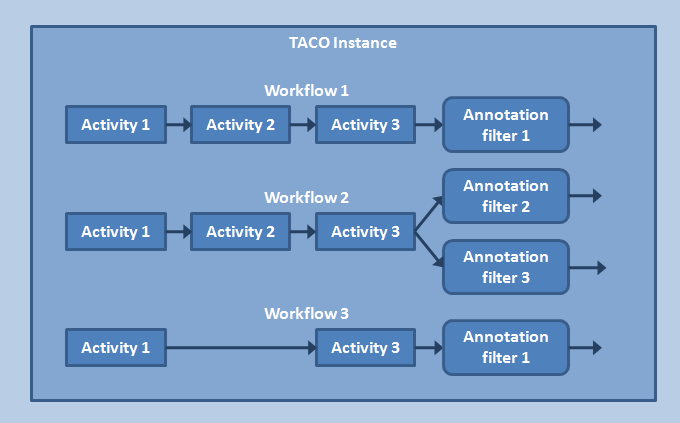 TACO Instance
Workflow 1
Activity 1
Activity 2
Activity 3
Annotation
filter 1
Workflow 2
Activity 1
Activity 2
Activity 3
Annotation
filter 2
Annotation
filter 3
Workflow 3
Activity 1
Activity 3
Annotation
filter 1